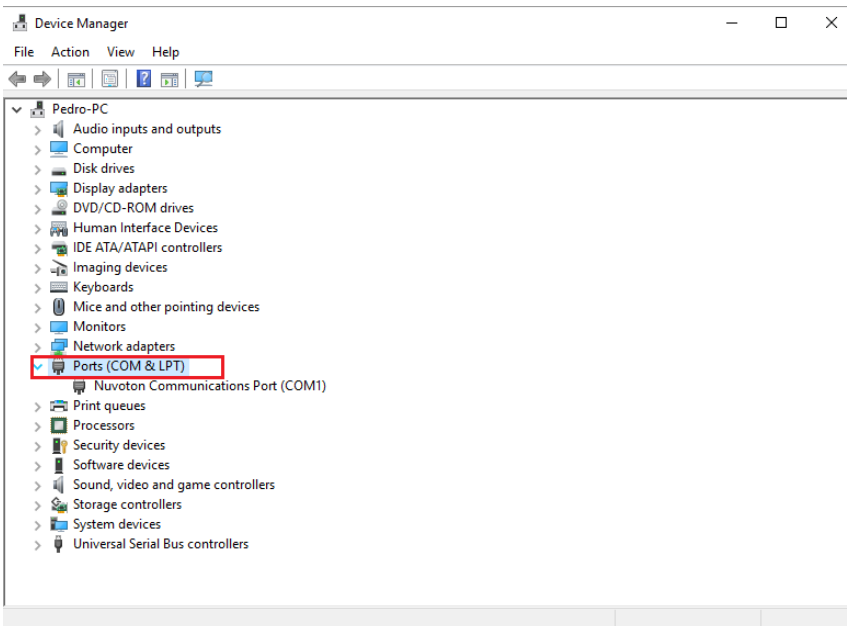 Device Manager
File Action View Help
Pedro-PC
Audio inputs and outputs
Computer
Disk drives
Display adapters
DVD/CD-ROM drives
Human Interface Devices
IDE ATA/ATAPI controllers
Imaging devices
Keyboards
Mice and other pointing devices
Monitors
Network adapters
Ports (COM & LPT)
Nuvoton Communications Port (COM1)
Print queues
Processors
Security devices
Software devices
Sound, video and game controllers
Storage controllers
System devices
Universal Serial Bus controllers